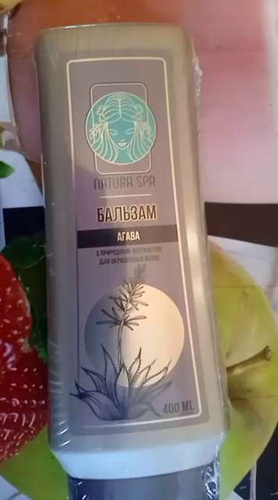 NATURA SPA
БАЛЬЗАМ
АГАВА
С ПРИРОДНЫМ ЭКСТРАКТОМ
ДЛЯ ОКРАШЕННЫХ ВОЛОС
400 ML